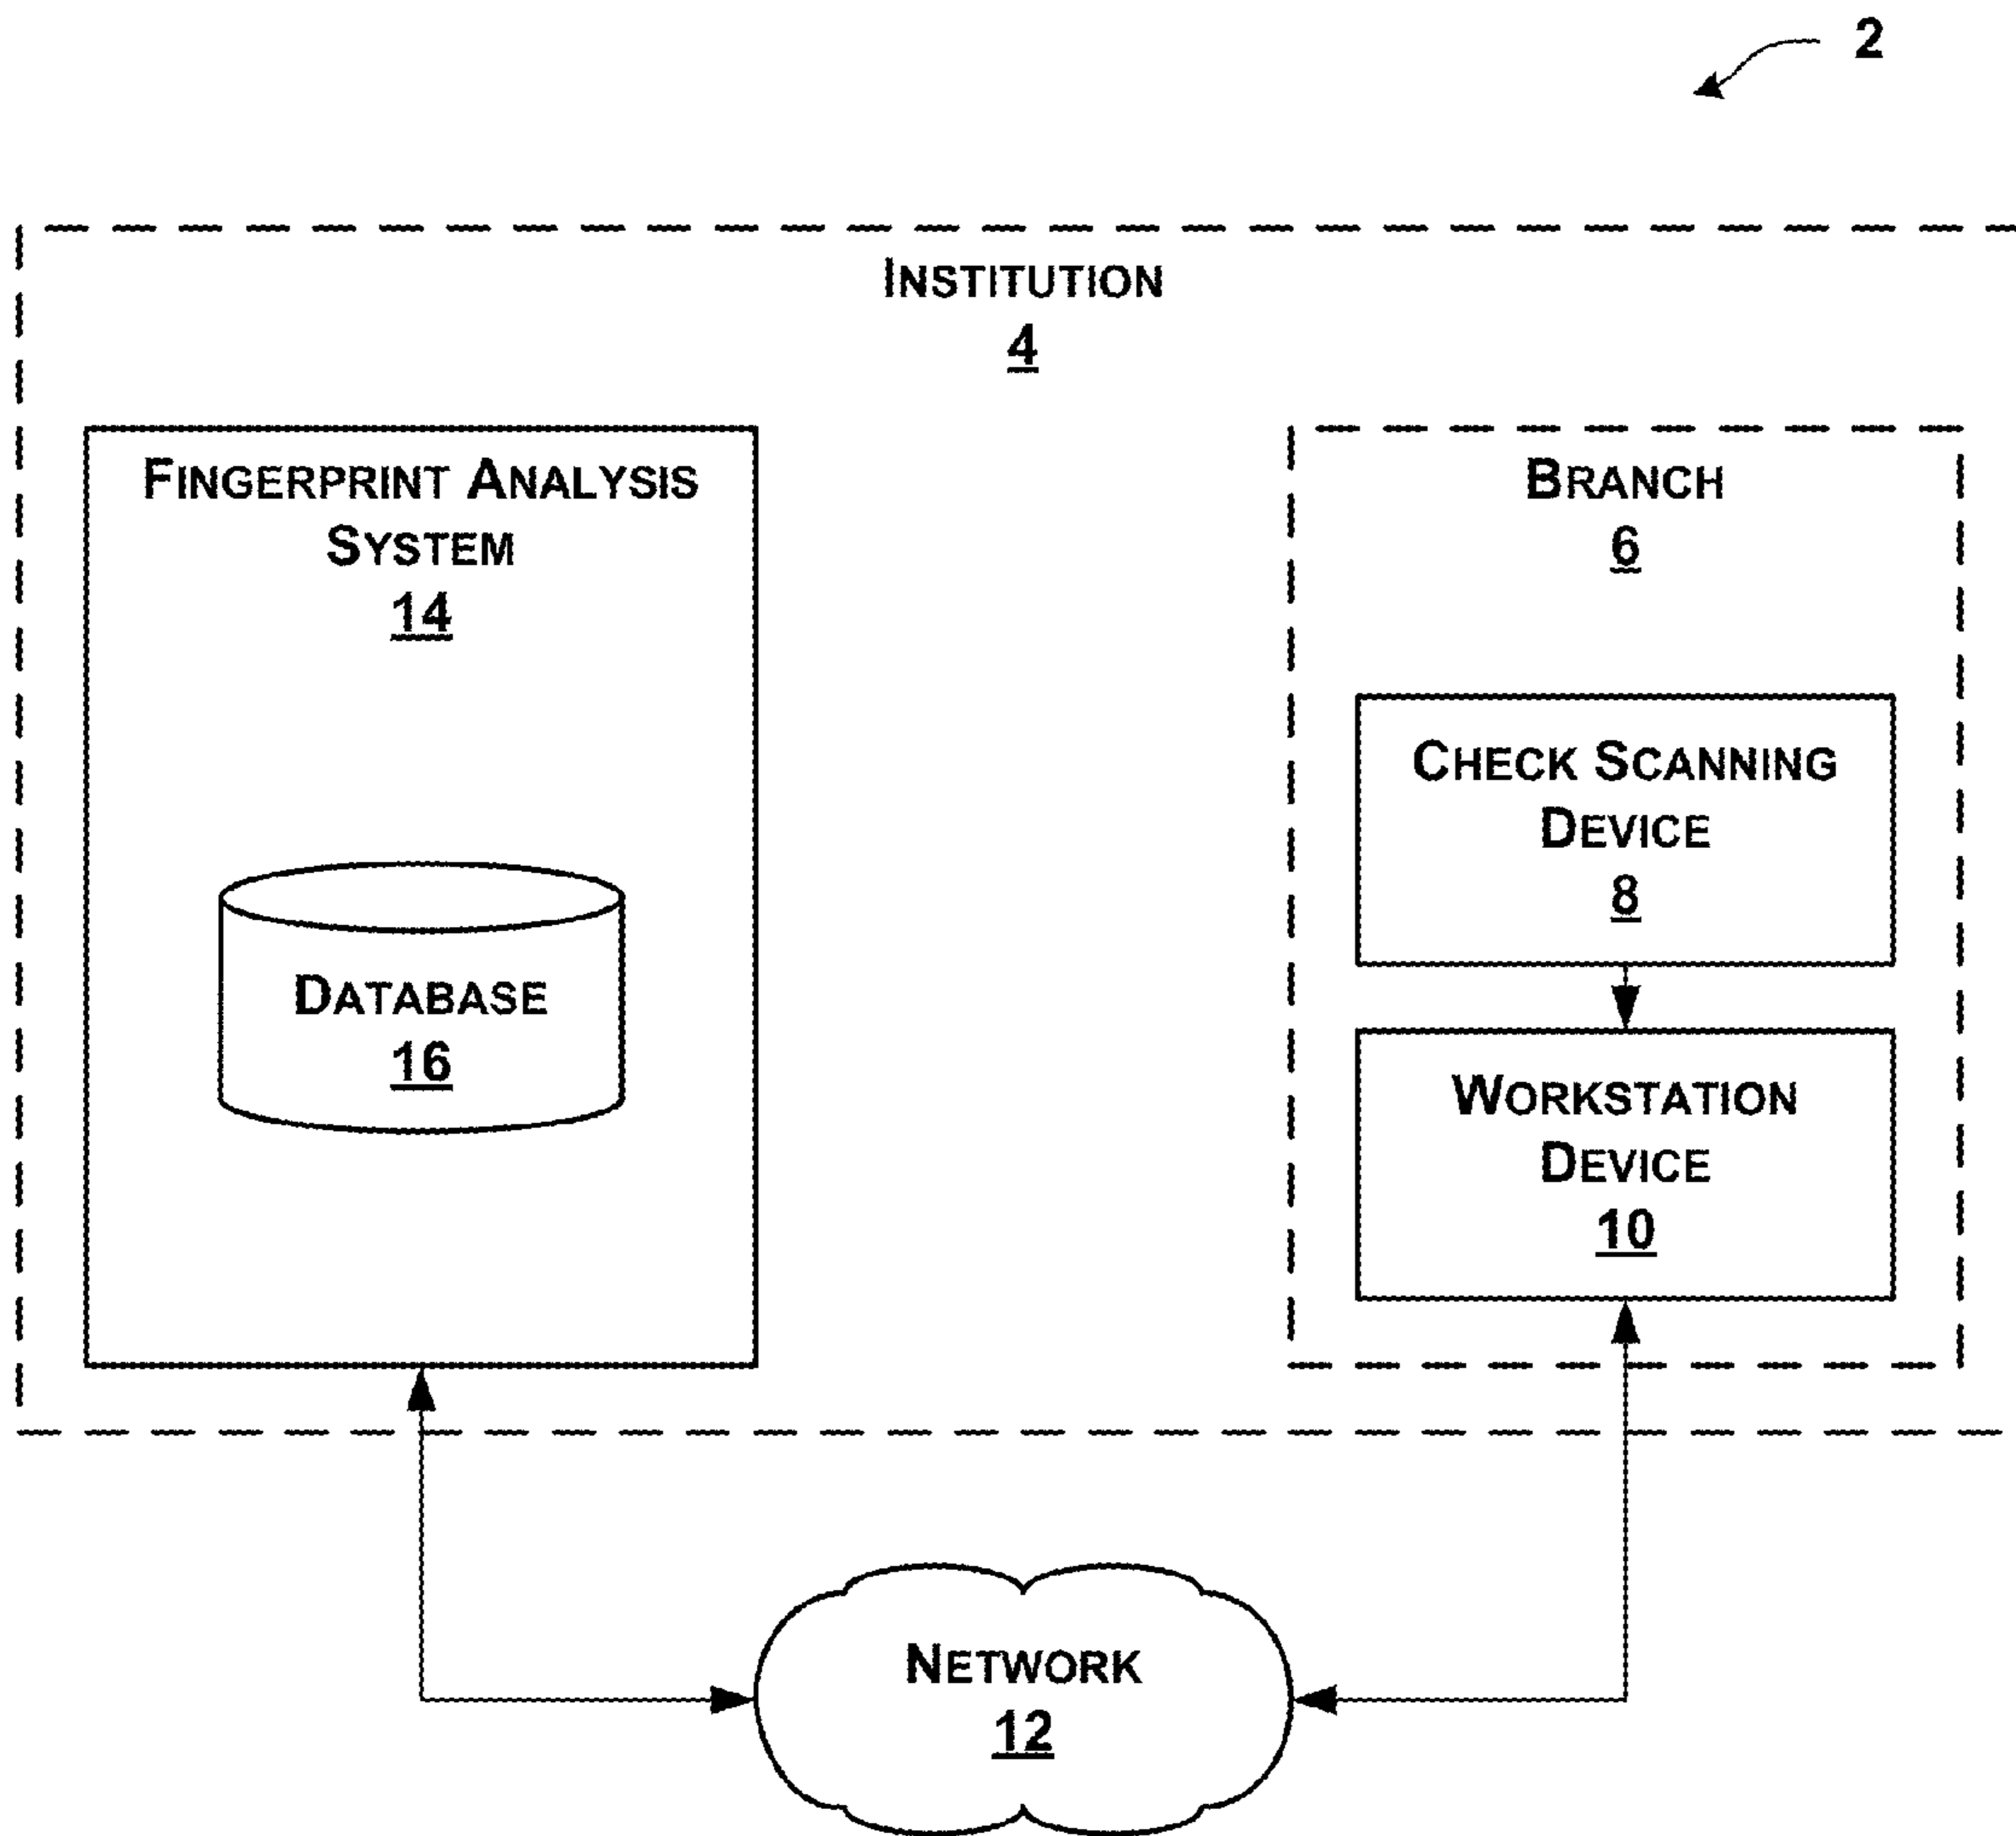 2
INSTITUTION
4
FINGERPRINT ANALYSIS
SYSTEM
14
DATABASE
16
BRANCH
6
CHECK SCANNING
DEVICE
8
WORKSTATION
DEVICE
10
NETWORK
12